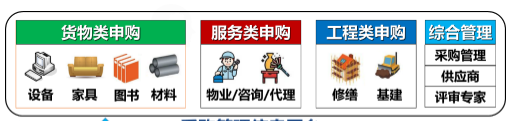 货物类申购
设备 家具 图书 材料
服务类申购
物业/咨询/代理
工程类申购
修缮 基建
综合管理
采购管理
供应商
评审专家